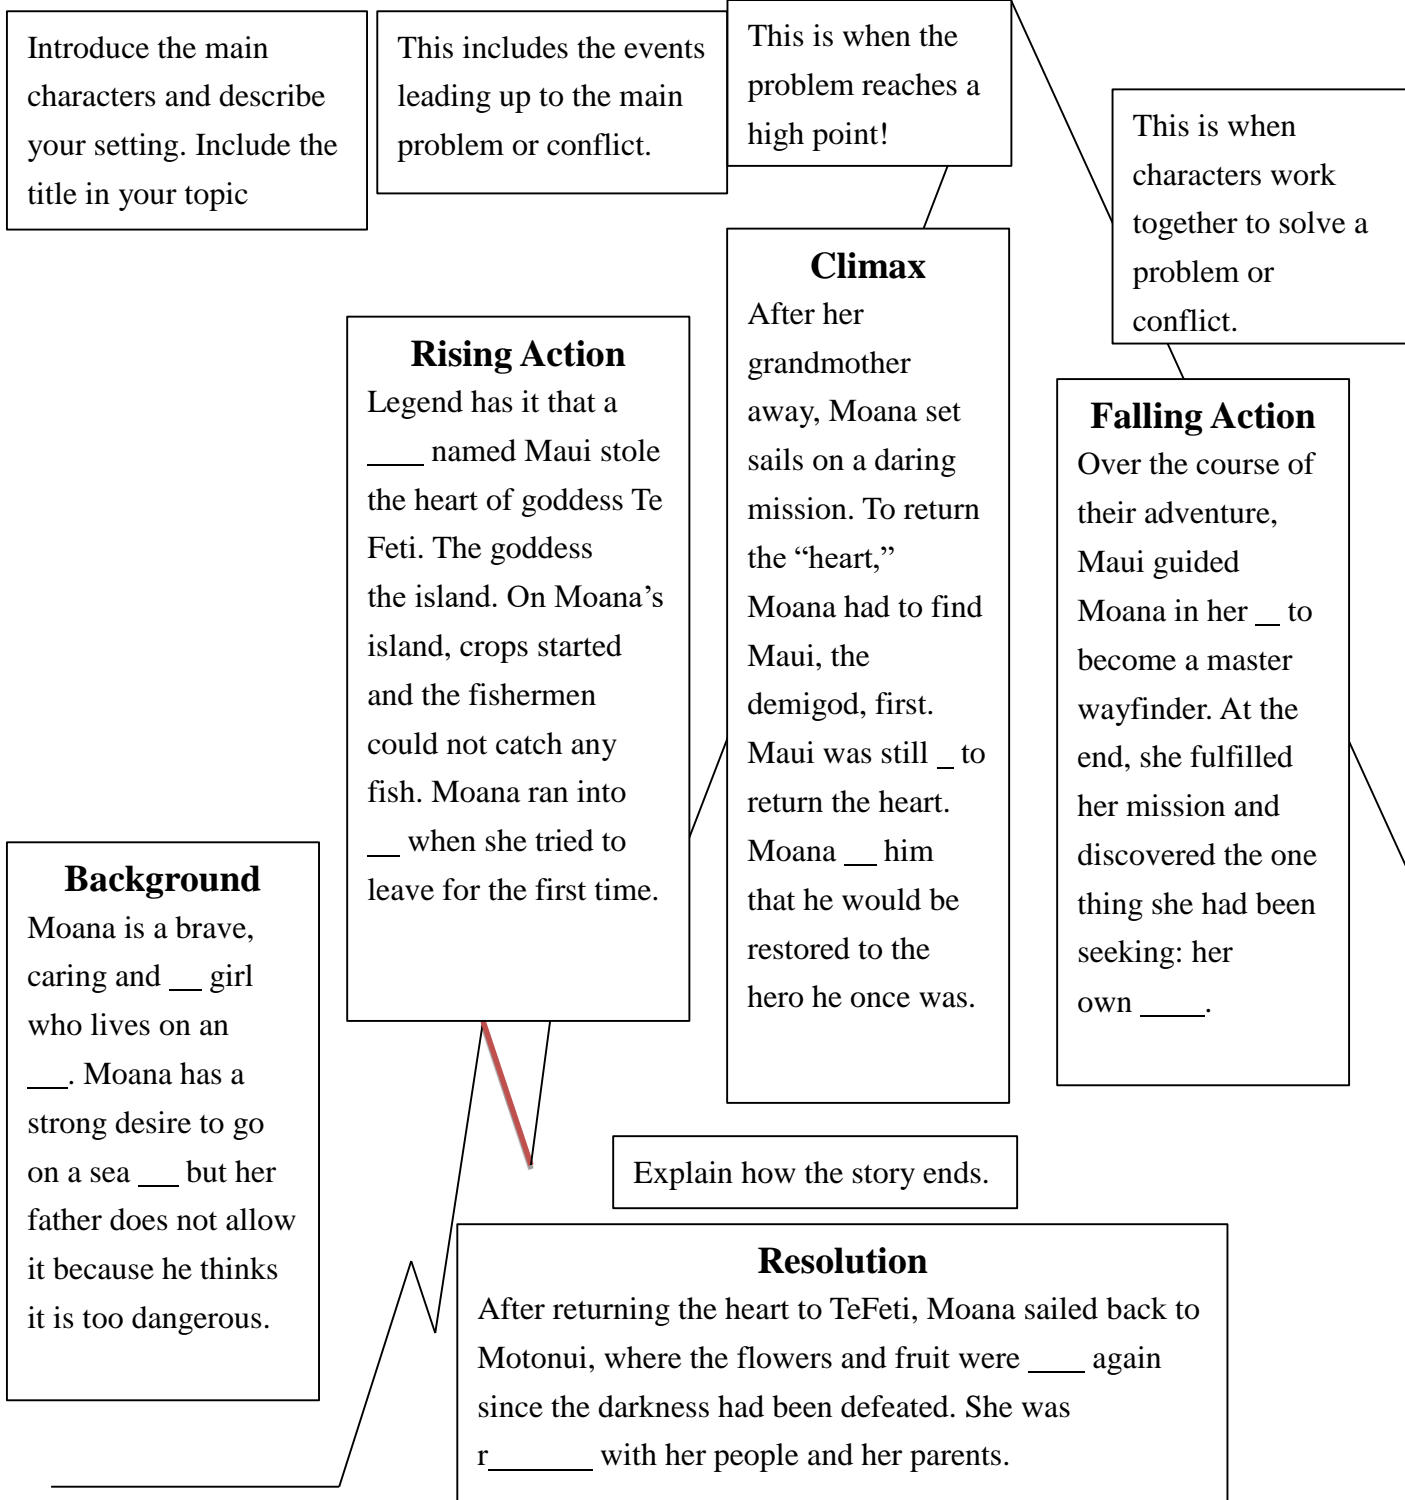 Introduce the main
characters and describe
your setting. Include the
title in your topic
This includes the events
leading up to the main
problem or conflict.
This is when the
problem reaches a
high point!
This is when
characters work
together to solve a
problem or
conflict.
Background
Moana is a brave,
caring and __ girl
who lives on an
___. Moana has a
strong desire to go
on a sea ___ but her
father does not allow
it because he thinks
it is too dangerous.
Rising Action
Legend has it that a
____ named Maui stole
the heart of goddess Te
Feti. The goddess
the island. On Moana’s
island, crops started
and the fishermen
could not catch any
fish. Moana ran into
__ when she tried to
leave for the first time.
Climax
After her
grandmother
away, Moana set
sails on a daring
mission. To return
the “heart,”
Moana had to find
Maui, the
demigod, first.
Maui was still _ to
return the heart.
Moana __ him
that he would be
restored to the
hero he once was.
Falling Action
Over the course of
their adventure,
Maui guided
Moana in her __ to
become a master
wayfinder. At the
end, she fulfilled
her mission and
discovered the one
thing she had been
seeking: her
own ____.
Explain how the story ends.
Resolution
After returning the heart to TeFeti, Moana sailed back to
Motonui, where the flowers and fruit were ____ again
since the darkness had been defeated. She was
r_______ with her people and her parents.